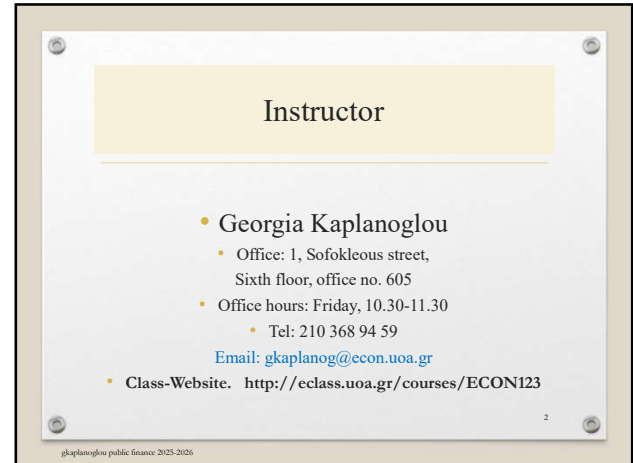 Instructor
• Georgia Kaplanoglou
• Office: 1, Sofokleous street,
Sixth floor, office no. 605
• Office hours: Friday, 10.30-11.30
• Tel: 210 368 94 59
Email: gkaplanog@econ.uoa.gr
• Class-Website. http://eclass.uoa.gr/courses/ECON123
2
gkaplanoglou public finance 2025-2026